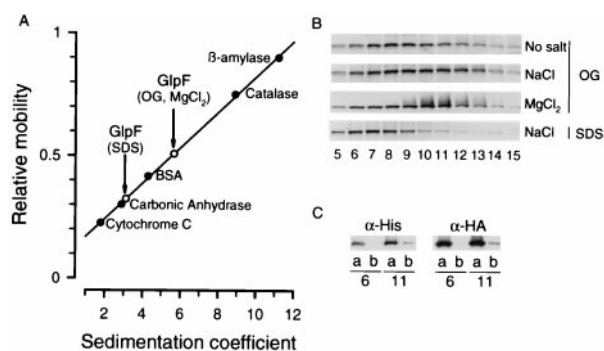 A
Relative mobility
1
0.5
0
2 4 6 8 10 12
Sedimentation coefficient
ß-amylase
Catalase
GlpF
(OG, MgCl2)
GlpF
(SDS)
BSA
Carbonic Anhydrase
Cytochrome C
B
No salt
NaCl
MgCl2
NaCl
OG
SDS
5 6 7 8 9 10 11 12 13 14 15
C
α-His α-HA
a b a b a b a b
6 11 6 11